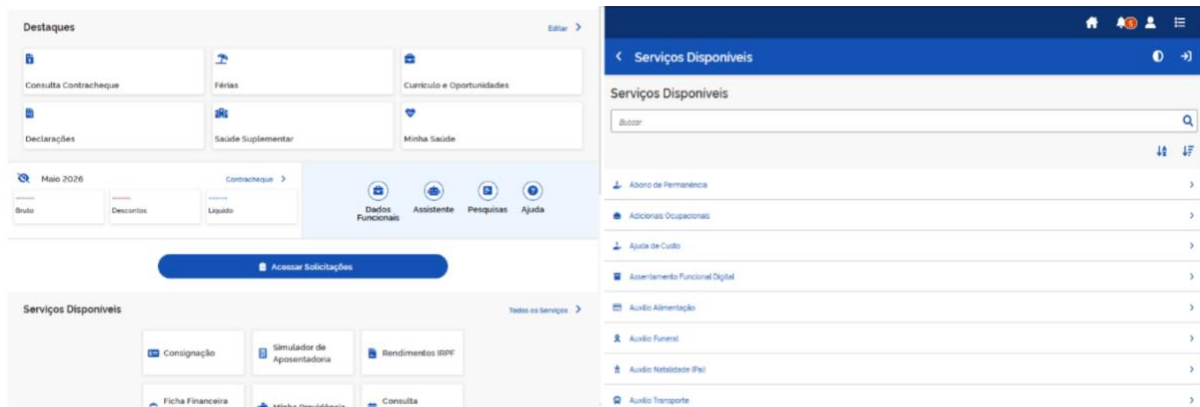 Destaques
Editar
Consulta Contracheque
Férias
Currículo e Oportunidades
Declarações
Saúde Suplementar
Minha Saúde
Maio 2026
Contracheque
Bruto
Descontos
Líquido
Dados
Funcionais
Assistente
Pesquisas
Ajuda
Acessar Solicitações
Serviços Disponíveis
Todos os Serviços
Consignação
Simulador de
Aposentadoria
Rendimentos IRPF
Ficha Financeira
Minha Previdência
Consulta
5
Serviços Disponíveis
Serviços Disponíveis
Buscar
Abono de Permanência
Adicionais Ocupacionais
Ajuda de Custo
Assentamento Funcional Digital
Auxílio Alimentação
Auxílio Funeral
Auxílio Natalidade (Pai)
Auxílio Transporte